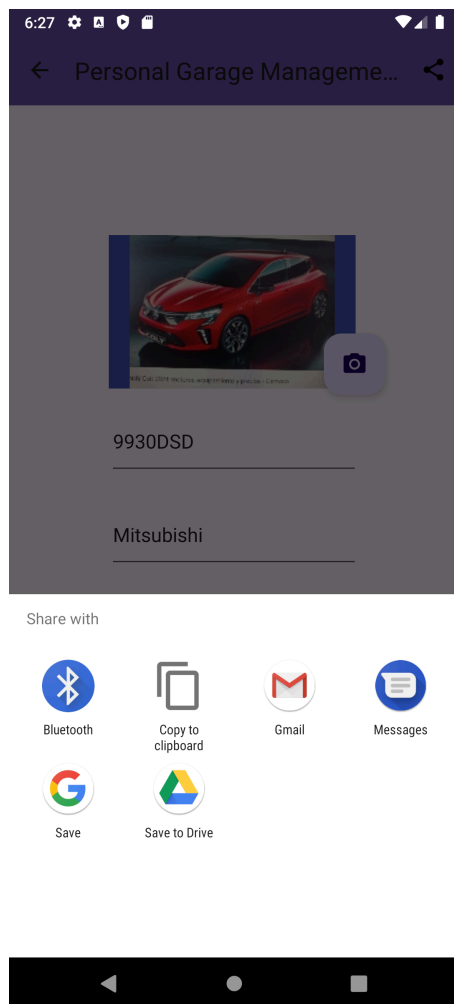 6:27
Personal Garage Manageme...
9930DSD
Mitsubishi
Share with
Bluetooth
Copy to
clipboard
Gmail
Messages
Save
Save to Drive